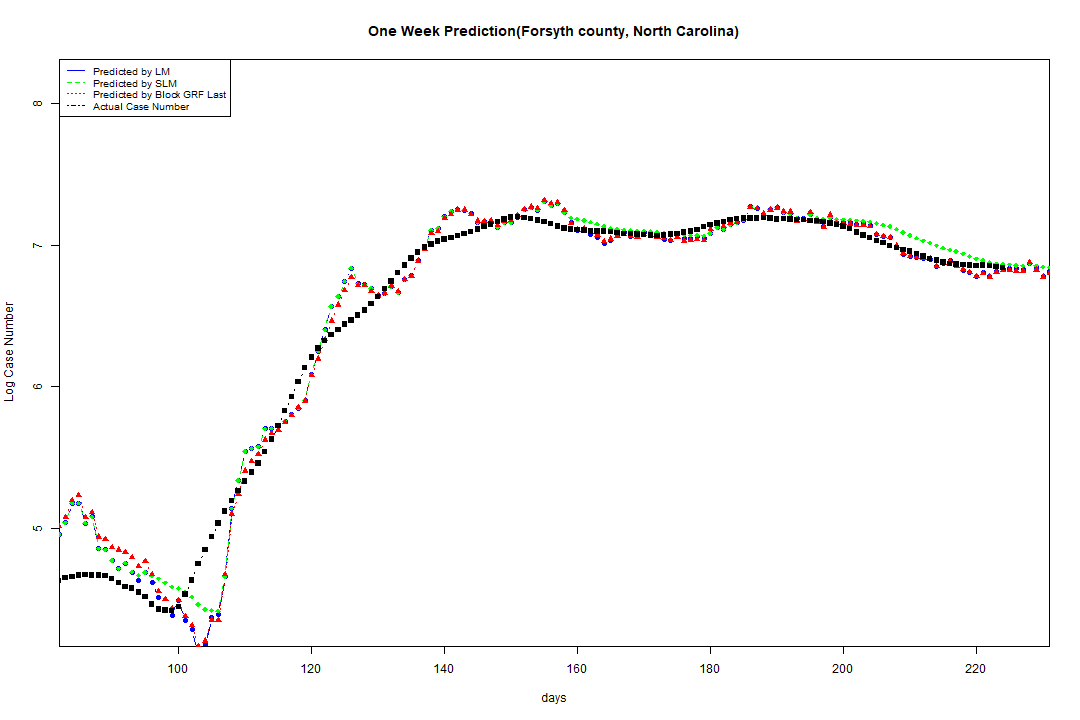 One Week Prediction(Forsyth county, North Carolina)
Predicted by LM
Predicted by SLM
Predicted by Block GRF Last
Actual Case Number
8
7
6
5
Log Case Number
100 120 140 160 180 200 220
days